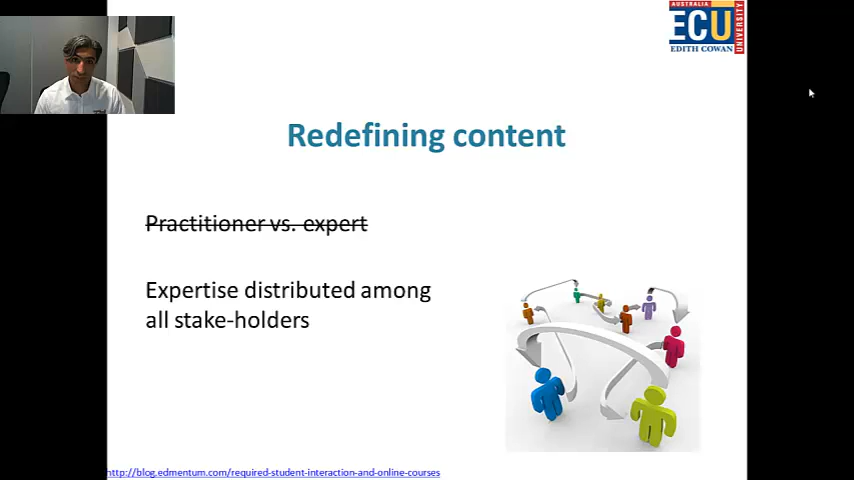 AUSTRALIA
ECU
EDITH COWAN
UNIVERSITY
Redefining content
Practitioner vs. expert
Expertise distributed among
all stake-holders
http://blog.edmentum.com/required-student-interaction-and-online-courses